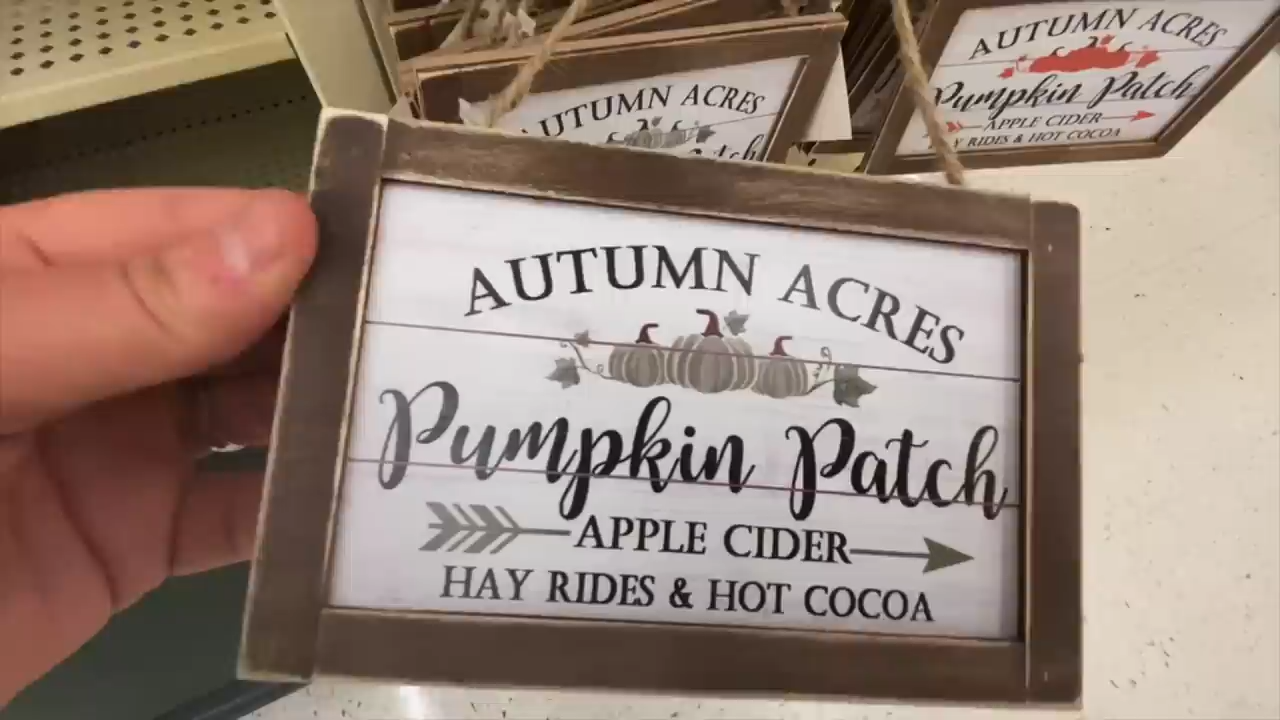 AUTUMN ACRES
AUTUMN ACRES
Pumpkin Patch
APPLE CIDER
HAY RIDES & HOT COCOA
AUTUMN ACRES
Pumpkin Patch
APPLE CIDER
HAY RIDES & HOT COCOA